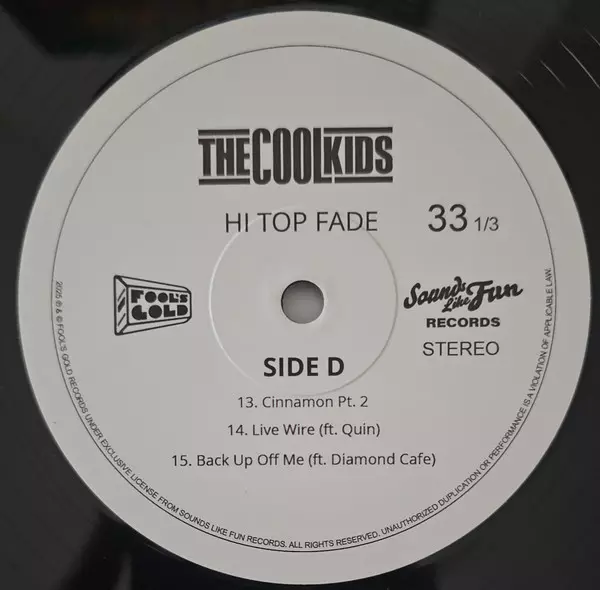 THE COOL KIDS
HI TOP FADE
33 1/3
FOOL'S
GOLD
Sounds
Like Fun
RECORDS
STEREO
SIDE D
13. Cinnamon Pt. 2
14. Live Wire (ft. Quin)
15. Back Up Off Me (ft. Diamond Cafe)
2025 ℗ & © FOOL'S GOLD RECORDS UNDER EXCLUSIVE LICENSE FROM SOUNDS LIKE FUN RECORDS. ALL RIGHTS RESERVED. UNAUTHORIZED DUPLICATION OR PERFORMANCE IS A VIOLATION OF APPLICABLE LAW.